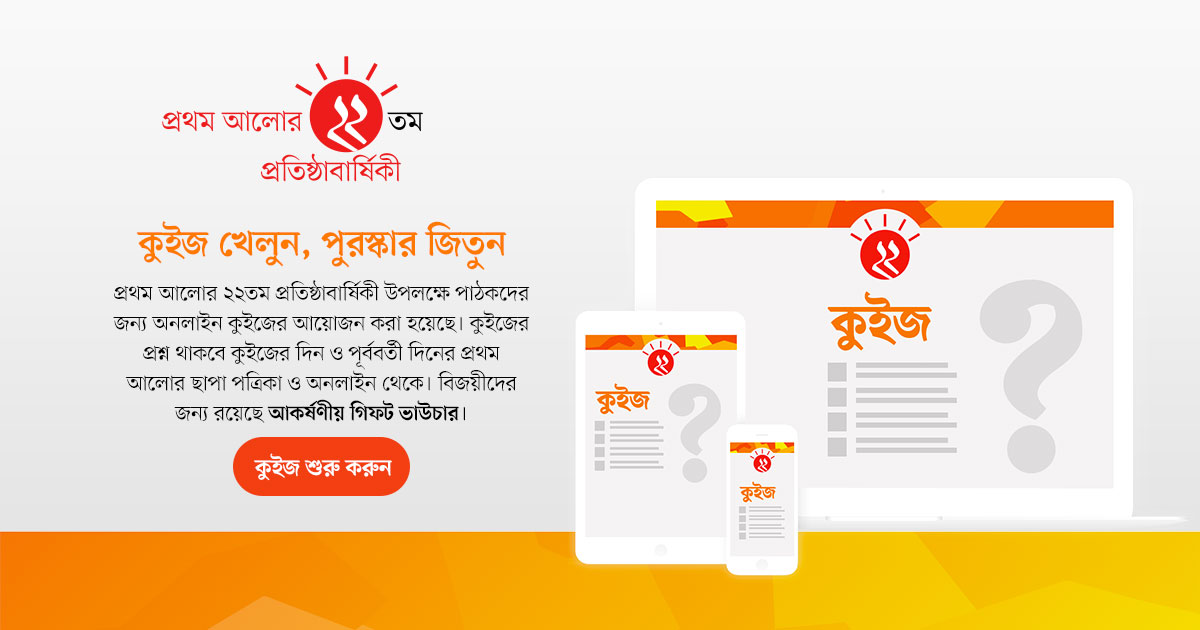 প্রথম আলোর ২২ তম
প্রতিষ্ঠাবার্ষিকী
কুইজ খেলুন, পুরস্কার জিতুন
প্রথম আলোর ২২তম প্রতিষ্ঠাবার্ষিকী উপলক্ষে পাঠকদের
জন্য অনলাইন কুইজের আয়োজন করা হয়েছে। কুইজের
প্রশ্ন থাকবে কুইজের দিন ও পূর্ববর্তী দিনের প্রথম
আলোর ছাপা পত্রিকা ও অনলাইন থেকে। বিজয়ীদের
জন্য রয়েছে আকর্ষণীয় গিফট ভাউচার।
কুইজ শুরু করুন
২২
কুইজ
?
২২
কুইজ
?
২২
কুইজ